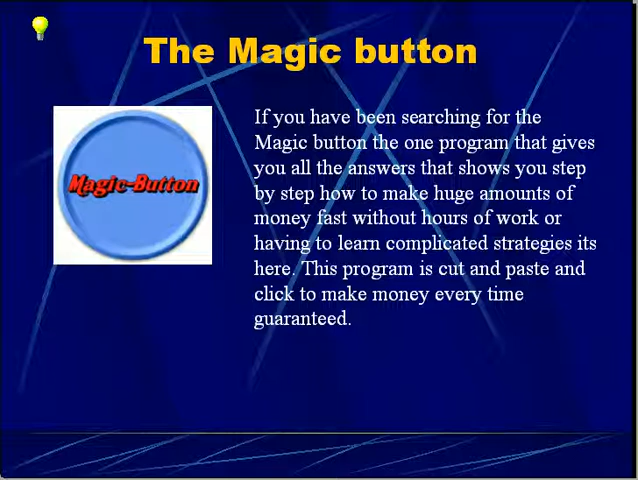 The Magic button
Magic-Button
If you have been searching for the
Magic button the one program that gives
you all the answers that shows you step
by step how to make huge amounts of
money fast without hours of work or
having to learn complicated strategies its
here. This program is cut and paste and
click to make money every time
guaranteed.